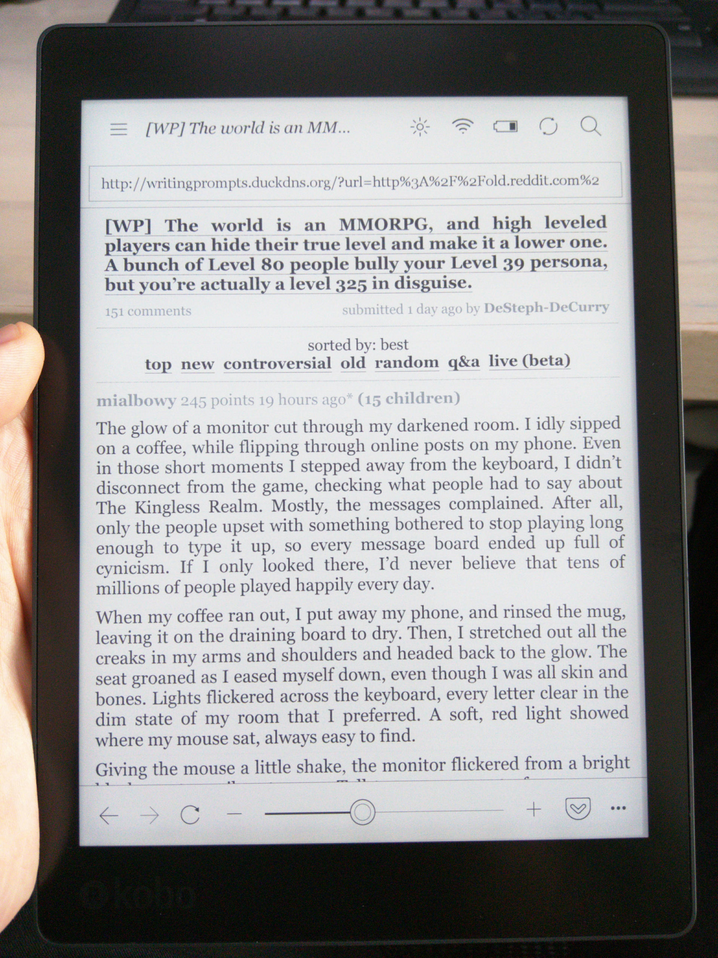 [WP] The world is an MM...
http://writingprompts.duckdns.org/?url=http%3A%2F%2Fold.reddit.com%2
[WP] The world is an MMORPG, and high leveled
players can hide their true level and make it a lower one.
A bunch of Level 80 people bully your Level 39 persona,
but you're actually a level 325 in disguise.
151 comments submitted 1 day ago by DeSteph-DeCurry
sorted by: best
top new controversial old random q&a live (beta)
mialbowy 245 points 19 hours ago* (15 children)
The glow of a monitor cut through my darkened room. I idly sipped
on a coffee, while flipping through online posts on my phone. Even
in those short moments I stepped away from the keyboard, I didn't
disconnect from the game, checking what people had to say about
The Kingless Realm. Mostly, the messages complained. After all,
only the people upset with something bothered to stop playing long
enough to type it up, so every message board ended up full of
cynicism. If I only looked there, I'd never believe that tens of
millions of people played happily every day.
When my coffee ran out, I put away my phone, and rinsed the mug,
leaving it on the draining board to dry. Then, I stretched out all the
creaks in my arms and shoulders and headed back to the glow. The
seat groaned as I eased myself down, even though I was all skin and
bones. Lights flickered across the keyboard, every letter clear in the
dim state of my room that I preferred. A soft, red light showed
where my mouse sat, always easy to find.
Giving the mouse a little shake, the monitor flickered from a bright
kobo